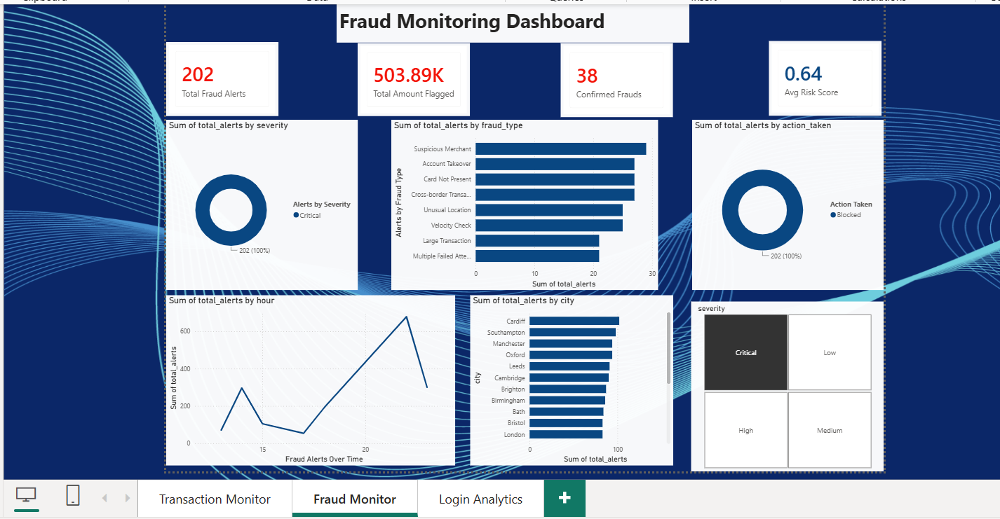 Fraud Monitoring Dashboard
202
Total Fraud Alerts
503.89K
Total Amount Flagged
38
Confirmed Frauds
0.64
Avg Risk Score
Sum of total_alerts by severity
Alerts by Severity
Critical
202 (100%)
Sum of total_alerts by fraud_type
Alerts by Fraud Type
Suspicious Merchant
Account Takeover
Card Not Present
Cross-border Transa...
Unusual Location
Velocity Check
Large Transaction
Multiple Failed Atte...
0 10 20 30
Sum of total_alerts
Sum of total_alerts by action_taken
Action Taken
Blocked
202 (100%)
Sum of total_alerts by hour
Sum of total_alerts
600
400
200
0
15 20
Fraud Alerts Over Time
Sum of total_alerts by city
city
Cardiff
Southampton
Manchester
Oxford
Leeds
Cambridge
Brighton
Birmingham
Bath
Bristol
London
0 100
Sum of total_alerts
severity
Critical Low
High Medium
Transaction Monitor Fraud Monitor Login Analytics +